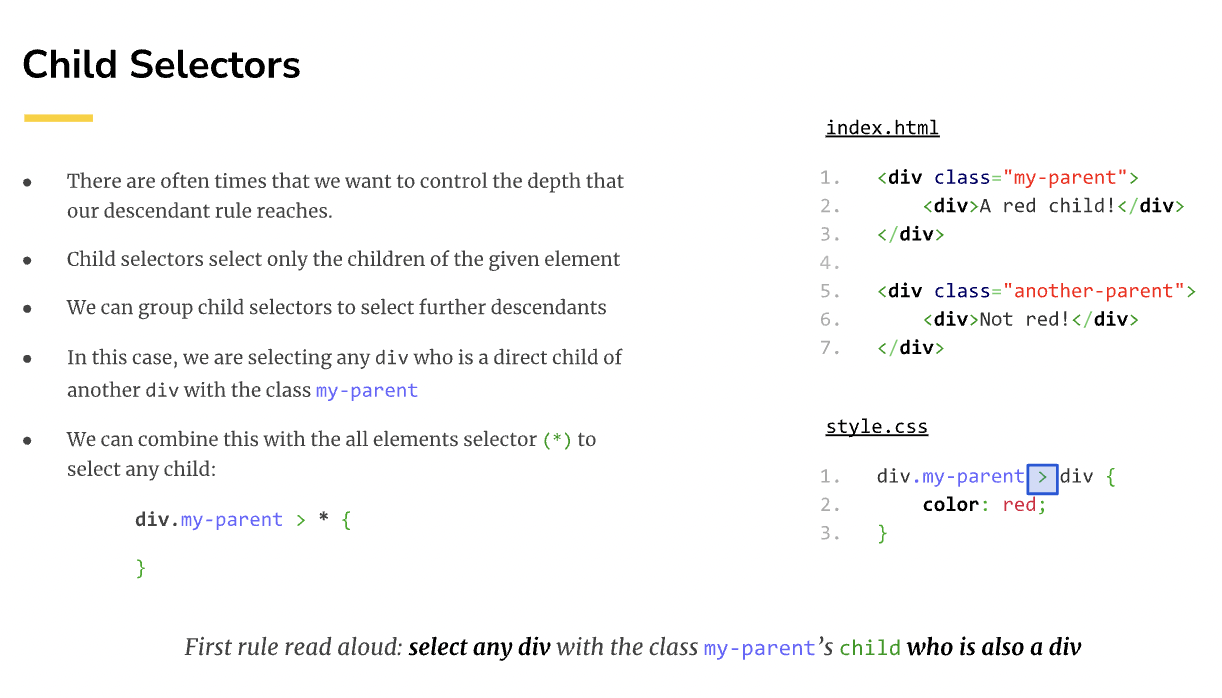 Child Selectors
● There are often times that we want to control the depth that
our descendant rule reaches.
● Child selectors select only the children of the given element
● We can group child selectors to select further descendants
● In this case, we are selecting any div who is a direct child of
another div with the class my-parent
● We can combine this with the all elements selector (*) to
select any child:
div.my-parent > * {
}
index.html
1. <div class="my-parent">
2. <div>A red child!</div>
3. </div>
4.
5. <div class="another-parent">
6. <div>Not red!</div>
7. </div>
style.css
1. div.my-parent > div {
2. color: red;
3. }
First rule read aloud: select any div with the class my-parent’s child who is also a div